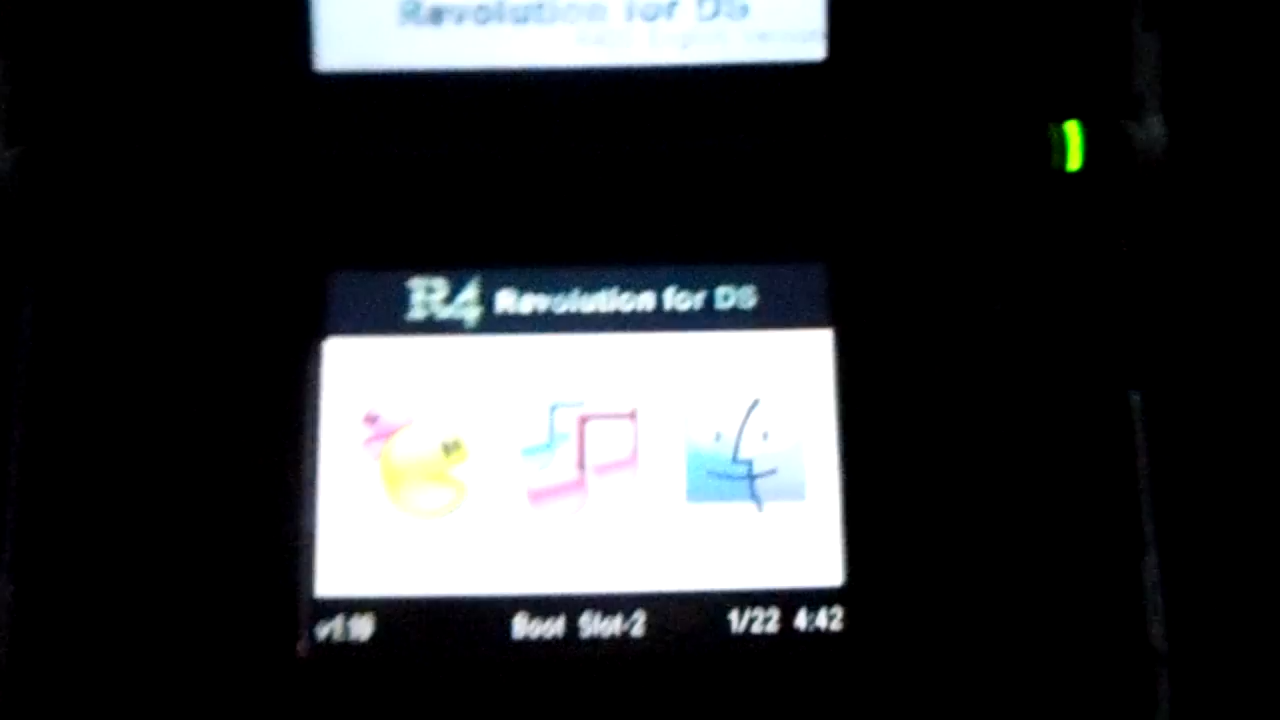 Revolution for DS
R4 Revolution for DS
Boot Slot-2
1/22 4:42